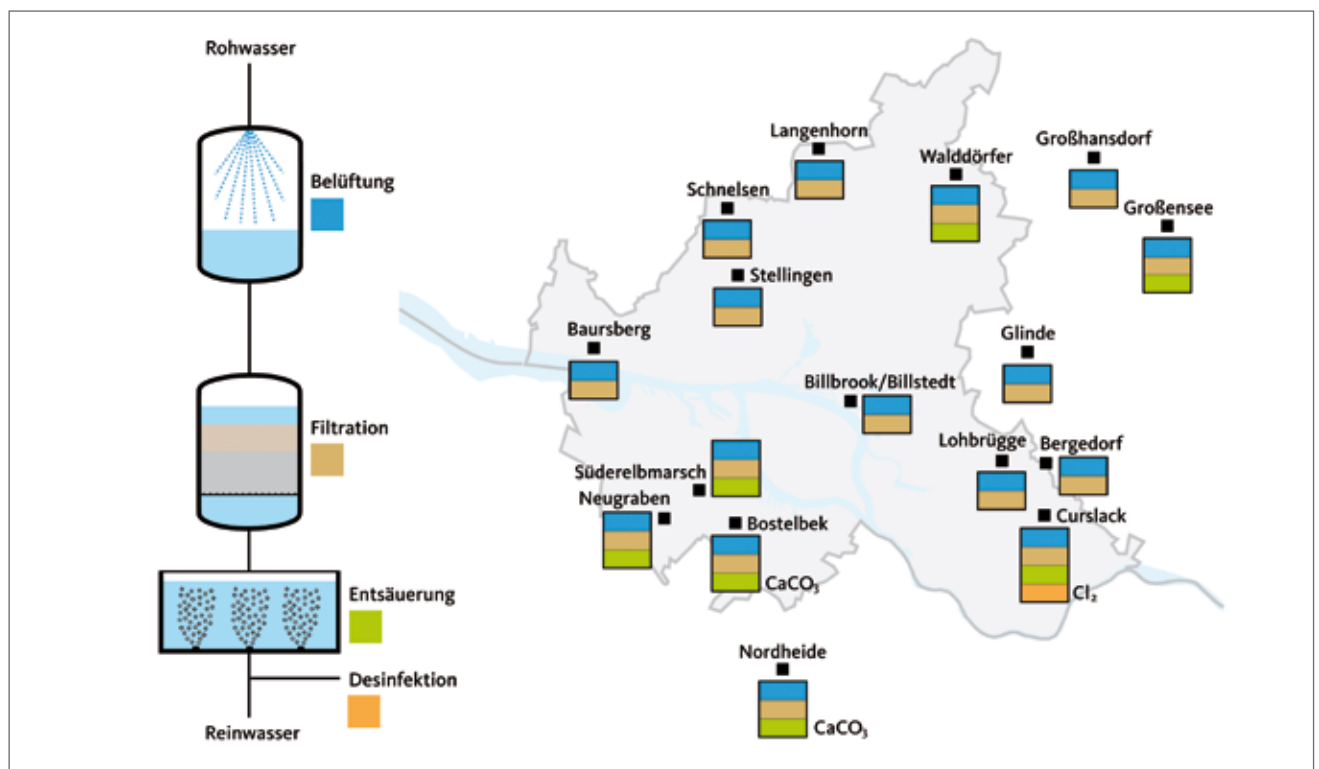 Rohwasser
Belüftung
Filtration
Entsäuerung
Desinfektion
Reinwasser
Langenhorn
Walddörfer
Großhansdorf
Schnelsen
Großensee
Stellingen
Baursberg
Glinde
Billbrook/Billstedt
Lohbrügge
Bergedorf
Süderelbmarsch
Neugraben
Bostelbek
CaCO₃
Curslack
Cl₂
Nordheide
CaCO₃